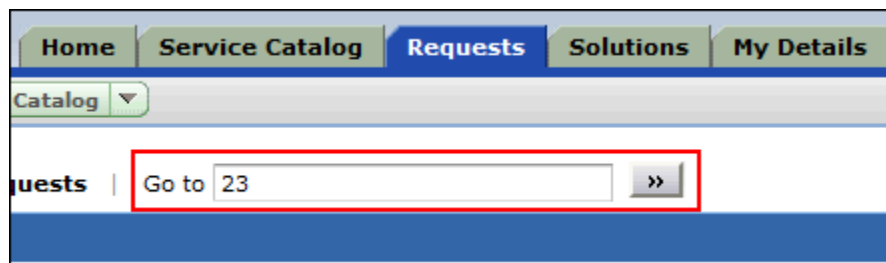 Home Service Catalog Requests Solutions My Details
Catalog
quests | Go to 23 »